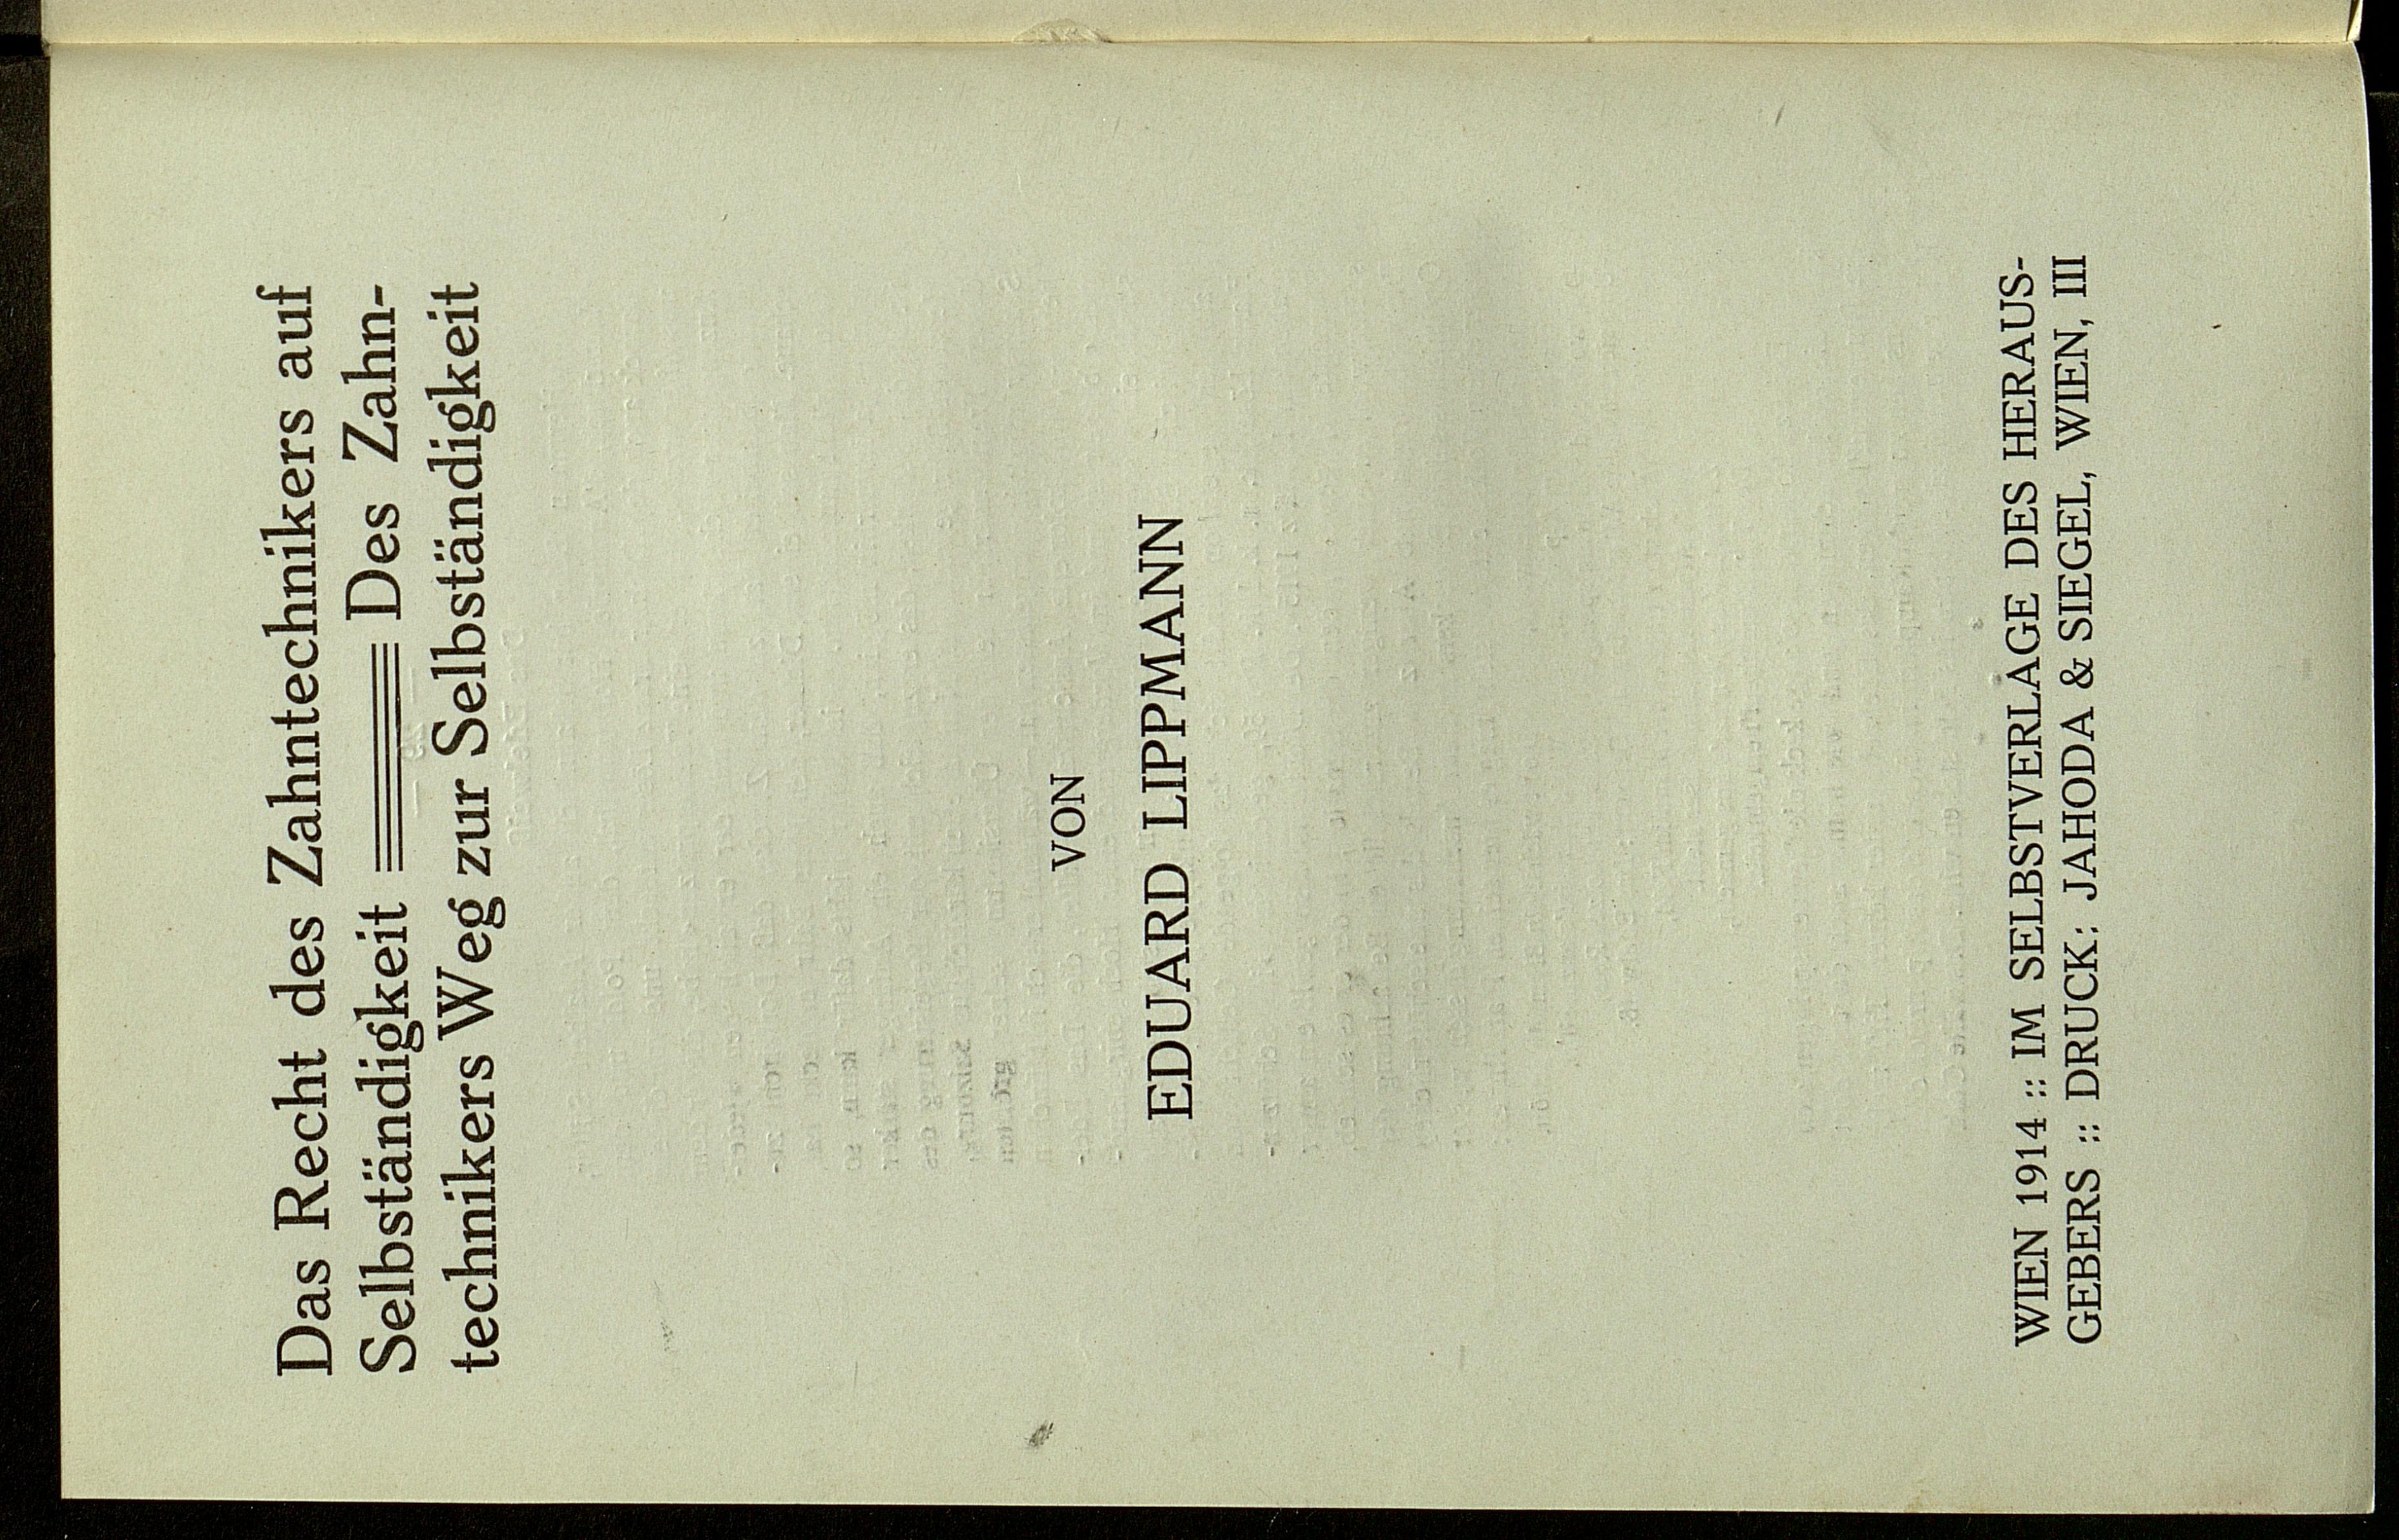 Das Recht des Zahntechnikers auf
Selbständigkeit Des Zahn-
technikers Weg zur Selbständigkeit
VON
EDUARD LIPPMANN
WIEN 1914 :: IM SELBSTVERLAGE DES HERAUS-
GEBERS :: DRUCK: JAHODA & SIEGEL, WIEN, III